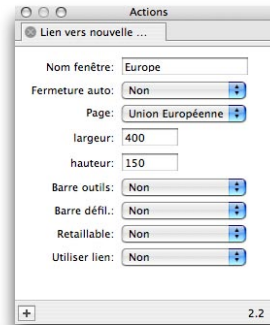 Actions
Lien vers nouvelle ...
Nom fenêtre: Europe
Fermeture auto: Non
Page: Union Européenne
largeur: 400
hauteur: 150
Barre outils: Non
Barre défil.: Non
Retaillable: Non
Utiliser lien: Non
+ 2.2